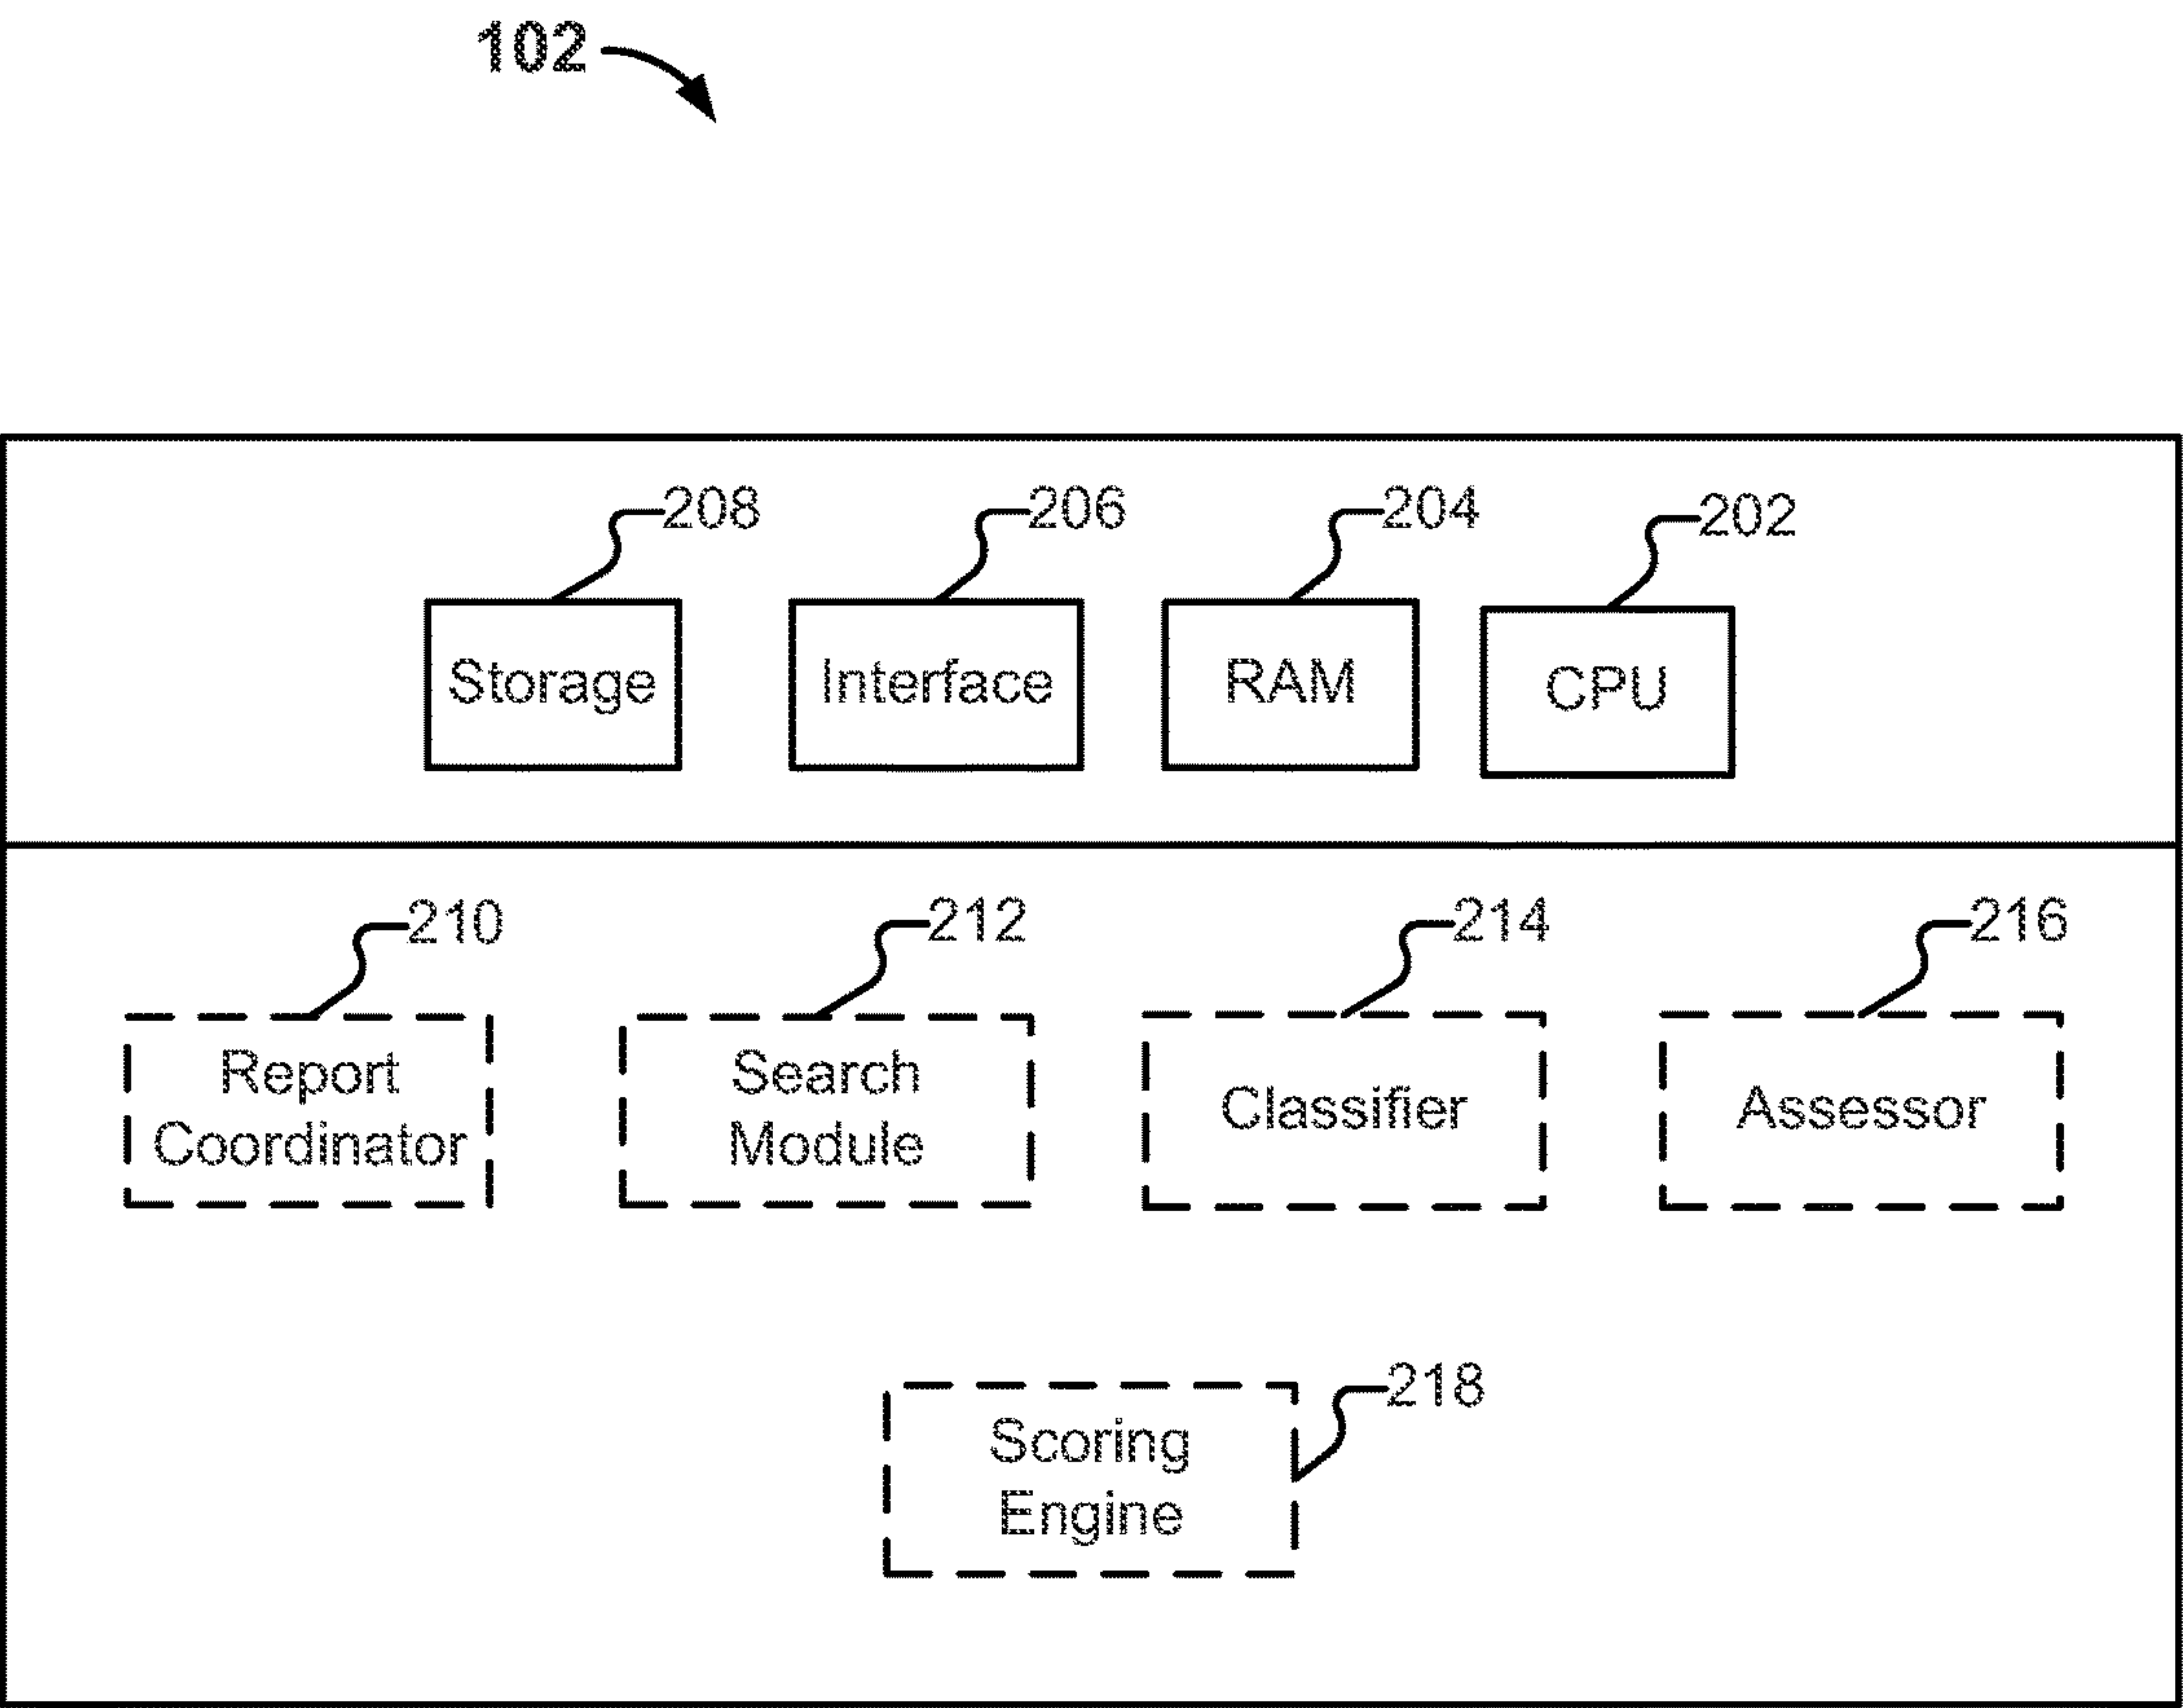 102
208
206
204
202
Storage
Interface
RAM
CPU
210
212
214
216
Report
Coordinator
Search
Module
Classifier
Assessor
218
Scoring
Engine